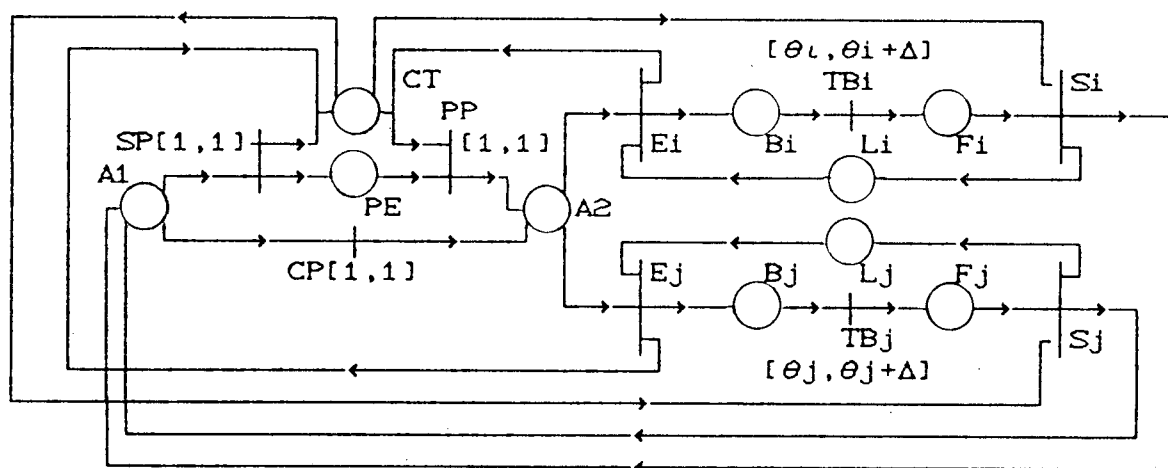 [θι,θi+Δ]
CT
TBi
Si
PP
SP[1,1]
[1,1]
Ei
Bi
Li
Fi
A1
PE
A2
CP[1,1]
Ej
Bj
Lj
Fj
TBj
Sj
[θj,θj+Δ]